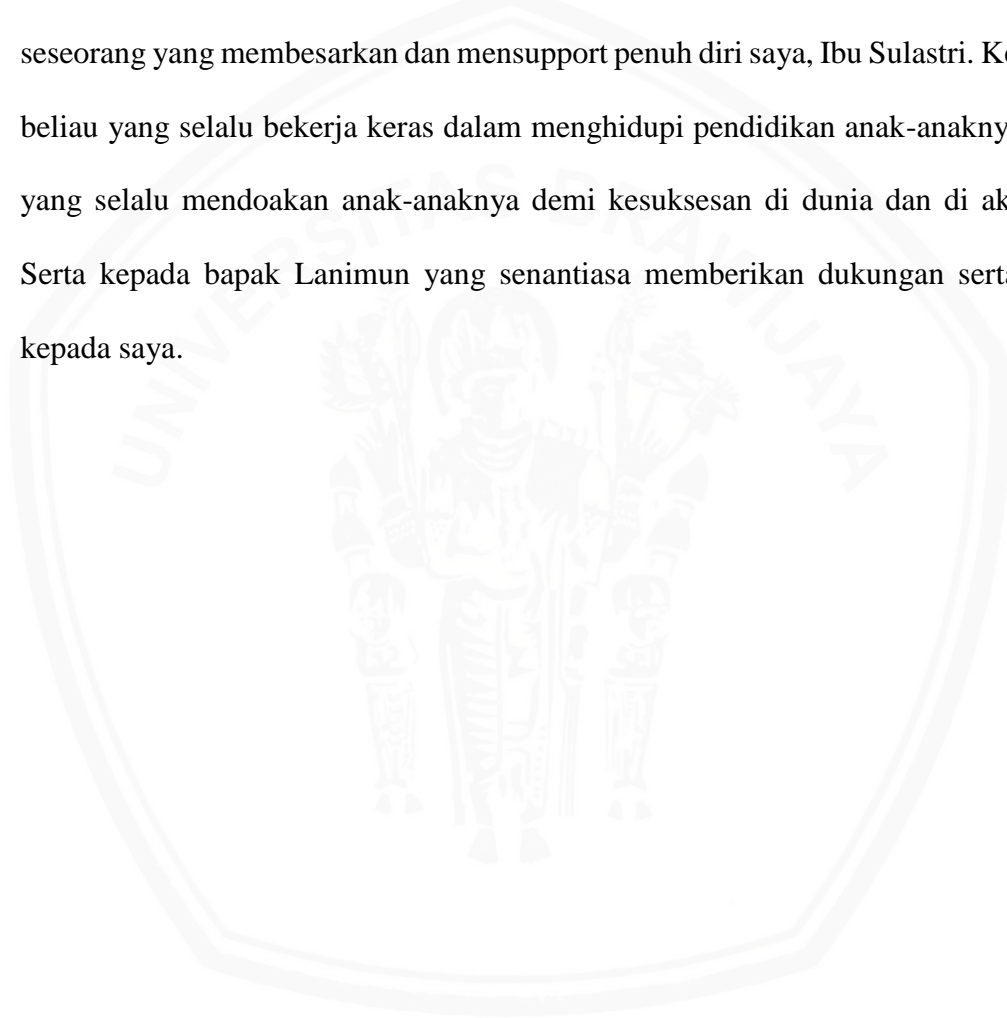 seseorang yang membesarkan dan mensupport penuh diri saya, Ibu Sulastri.
beliau yang selalu bekerja keras dalam menghidupi pendidikan
yang selalu mendoakan anak-anaknya demi kesuksesan di dunia dan di
Serta kepada bapak Lanimun yang senantiasa memberikan dukungan serta
kepada saya.
UNIVERSITAS BRAWIJAYA